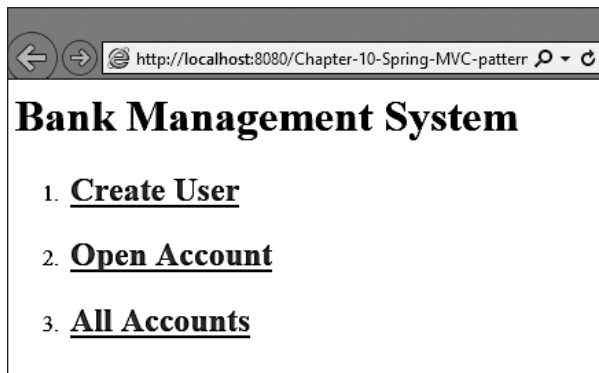 http://localhost:8080/Chapter-10-Spring-MVC-patterr
Bank Management System
1. Create User
2. Open Account
3. All Accounts